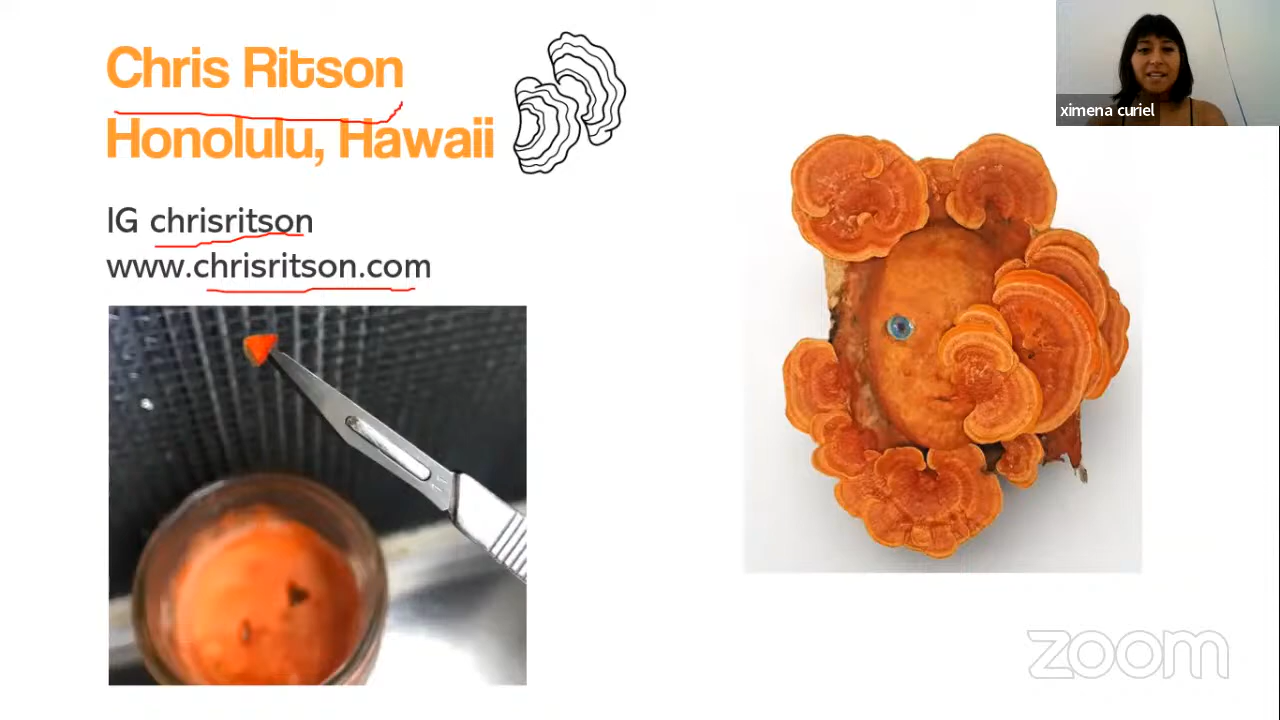 Chris Ritson
Honolulu, Hawaii
IG chrisritson
www.chrisritson.com
ximena curiel
zoom